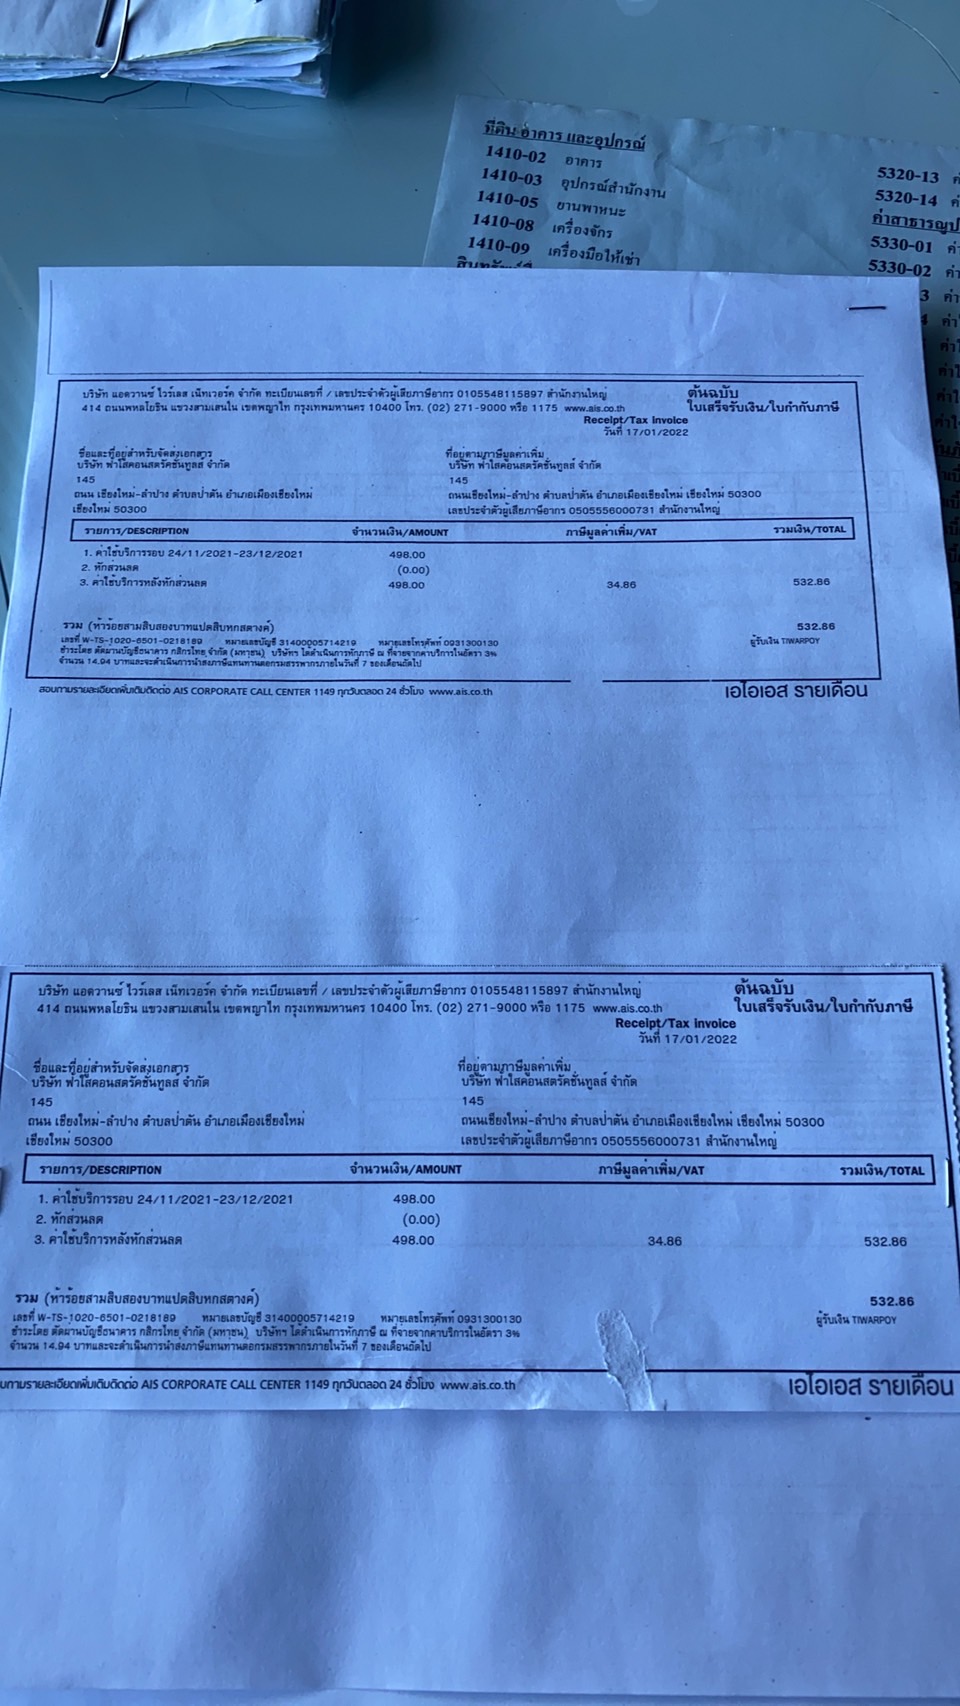 ที่ดิน อาคาร และอุปกรณ์
1410-02 อาคาร
1410-03 อุปกรณ์สำนักงาน
1410-05 ยานพาหนะ
1410-08 เครื่องจักร
1410-09 เครื่องมือให้เช่า
5320-13
5320-14
5330-01
5330-02
บริษัท แอดวานซ์ ไวร์เลส เน็ทเวอร์ค จำกัด ทะเบียนเลขที่ / เลขประจำตัวผู้เสียภาษีอากร 0105548115897 สำนักงานใหญ่
ต้นฉบับ
414 ถนนพหลโยธิน แขวงสามเสนใน เขตพญาไท กรุงเทพมหานคร 10400 โทร. (02) 271-9000 หรือ 1175 www.ais.co.th
ใบเสร็จรับเงิน/ใบกำกับภาษี
Receipt/Tax Invoice
วันที่ 17/01/2022
ชื่อและที่อยู่สำหรับจัดส่งเอกสาร
ที่อยู่ตามภาษีมูลค่าเพิ่ม
บริษัท ฟ้าใสคอนสตรัคชั่นทูลส์ จำกัด
บริษัท ฟ้าใสคอนสตรัคชั่นทูลส์ จำกัด
145
145
ถนน เชียงใหม่-ลำปาง ตำบลป่าตัน อำเภอเมืองเชียงใหม่
ถนนเชียงใหม่-ลำปาง ตำบลป่าตัน อำเภอเมืองเชียงใหม่ เชียงใหม่ 50300
เชียงใหม่ 50300
เลขประจำตัวผู้เสียภาษีอากร 0505556000731 สำนักงานใหญ่
รายการ/DESCRIPTION จำนวนเงิน/AMOUNT ภาษีมูลค่าเพิ่ม/VAT รวมเงิน/TOTAL
1. ค่าใช้บริการรอบ 24/11/2021-23/12/2021 498.00
2. หักส่วนลด (0.00)
3. ค่าใช้บริการหลังหักส่วนลด 498.00 34.86 532.86
รวม (ห้าร้อยสามสิบสองบาทแปดสิบหกสตางค์) 532.86
เลขที่ W-TS-1020-6501-0218189 หมายเลขบัญชี 31400005714219 หมายเลขโทรศัพท์ 0931300130 ผู้รับเงิน TIWARPOY
ชำระโดย ตัดผ่านบัญชีธนาคาร กสิกรไทย จำกัด (มหาชน) บริษัทฯ ได้ดำเนินการหักภาษี ณ ที่จ่ายจากค่าบริการในอัตรา 3%
จำนวน 14.94 บาทและจะดำเนินการนำส่งภาษีแทนท่านต่อกรมสรรพากรภายในวันที่ 7 ของเดือนถัดไป
สอบถามรายละเอียดเพิ่มเติมติดต่อ AIS CORPORATE CALL CENTER 1149 ทุกวันตลอด 24 ชั่วโมง www.ais.co.th
เอไอเอส รายเดือน
บริษัท แอดวานซ์ ไวร์เลส เน็ทเวอร์ค จำกัด ทะเบียนเลขที่ / เลขประจำตัวผู้เสียภาษีอากร 0105548115897 สำนักงานใหญ่
ต้นฉบับ
414 ถนนพหลโยธิน แขวงสามเสนใน เขตพญาไท กรุงเทพมหานคร 10400 โทร. (02) 271-9000 หรือ 1175 www.ais.co.th
ใบเสร็จรับเงิน/ใบกำกับภาษี
Receipt/Tax Invoice
วันที่ 17/01/2022
ชื่อและที่อยู่สำหรับจัดส่งเอกสาร
ที่อยู่ตามภาษีมูลค่าเพิ่ม
บริษัท ฟ้าใสคอนสตรัคชั่นทูลส์ จำกัด
บริษัท ฟ้าใสคอนสตรัคชั่นทูลส์ จำกัด
145
145
ถนน เชียงใหม่-ลำปาง ตำบลป่าตัน อำเภอเมืองเชียงใหม่
ถนนเชียงใหม่-ลำปาง ตำบลป่าตัน อำเภอเมืองเชียงใหม่ เชียงใหม่ 50300
เชียงใหม่ 50300
เลขประจำตัวผู้เสียภาษีอากร 0505556000731 สำนักงานใหญ่
รายการ/DESCRIPTION จำนวนเงิน/AMOUNT ภาษีมูลค่าเพิ่ม/VAT รวมเงิน/TOTAL
1. ค่าใช้บริการรอบ 24/11/2021-23/12/2021 498.00
2. หักส่วนลด (0.00)
3. ค่าใช้บริการหลังหักส่วนลด 498.00 34.86 532.86
รวม (ห้าร้อยสามสิบสองบาทแปดสิบหกสตางค์) 532.86
เลขที่ W-TS-1020-6501-0218189 หมายเลขบัญชี 31400005714219 หมายเลขโทรศัพท์ 0931300130 ผู้รับเงิน TIWARPOY
ชำระโดย ตัดผ่านบัญชีธนาคาร กสิกรไทย จำกัด (มหาชน) บริษัทฯ ได้ดำเนินการหักภาษี ณ ที่จ่ายจากค่าบริการในอัตรา 3%
จำนวน 14.94 บาทและจะดำเนินการนำส่งภาษีแทนท่านต่อกรมสรรพากรภายในวันที่ 7 ของเดือนถัดไป
บถามรายละเอียดเพิ่มเติมติดต่อ AIS CORPORATE CALL CENTER 1149 ทุกวันตลอด 24 ชั่วโมง www.ais.co.th
เอไอเอส รายเดือน